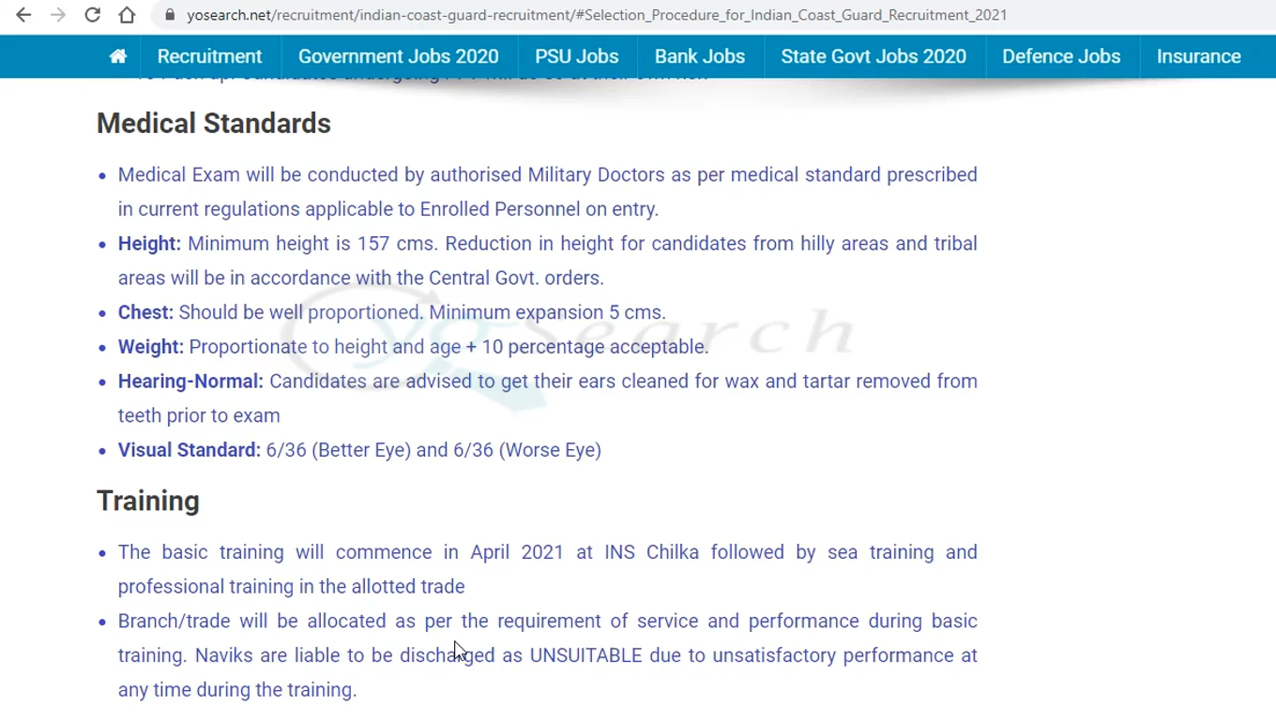 yosearch.net/recruitment/indian-coast-guard-recruitment/#Selection_Procedure_for_Indian_Coast_Guard_Recruitment_2021
Recruitment Government Jobs 2020 PSU Jobs Bank Jobs State Govt Jobs 2020 Defence Jobs Insurance
Medical Standards
Medical Exam will be conducted by authorised Military Doctors as per medical standard prescribed
in current regulations applicable to Enrolled Personnel on entry.
Height: Minimum height is 157 cms. Reduction in height for candidates from hilly areas and tribal
areas will be in accordance with the Central Govt. orders.
Chest: Should be well proportioned. Minimum expansion 5 cms.
yoSearch
Weight: Proportionate to height and age + 10 percentage acceptable.
Hearing-Normal: Candidates are advised to get their ears cleaned for wax and tartar removed from
teeth prior to exam
Visual Standard: 6/36 (Better Eye) and 6/36 (Worse Eye)
Training
The basic training will commence in April 2021 at INS Chilka followed by sea training and
professional training in the allotted trade
Branch/trade will be allocated as per the requirement of service and performance during basic
training. Naviks are liable to be discharged as UNSUITABLE due to unsatisfactory performance at
any time during the training.